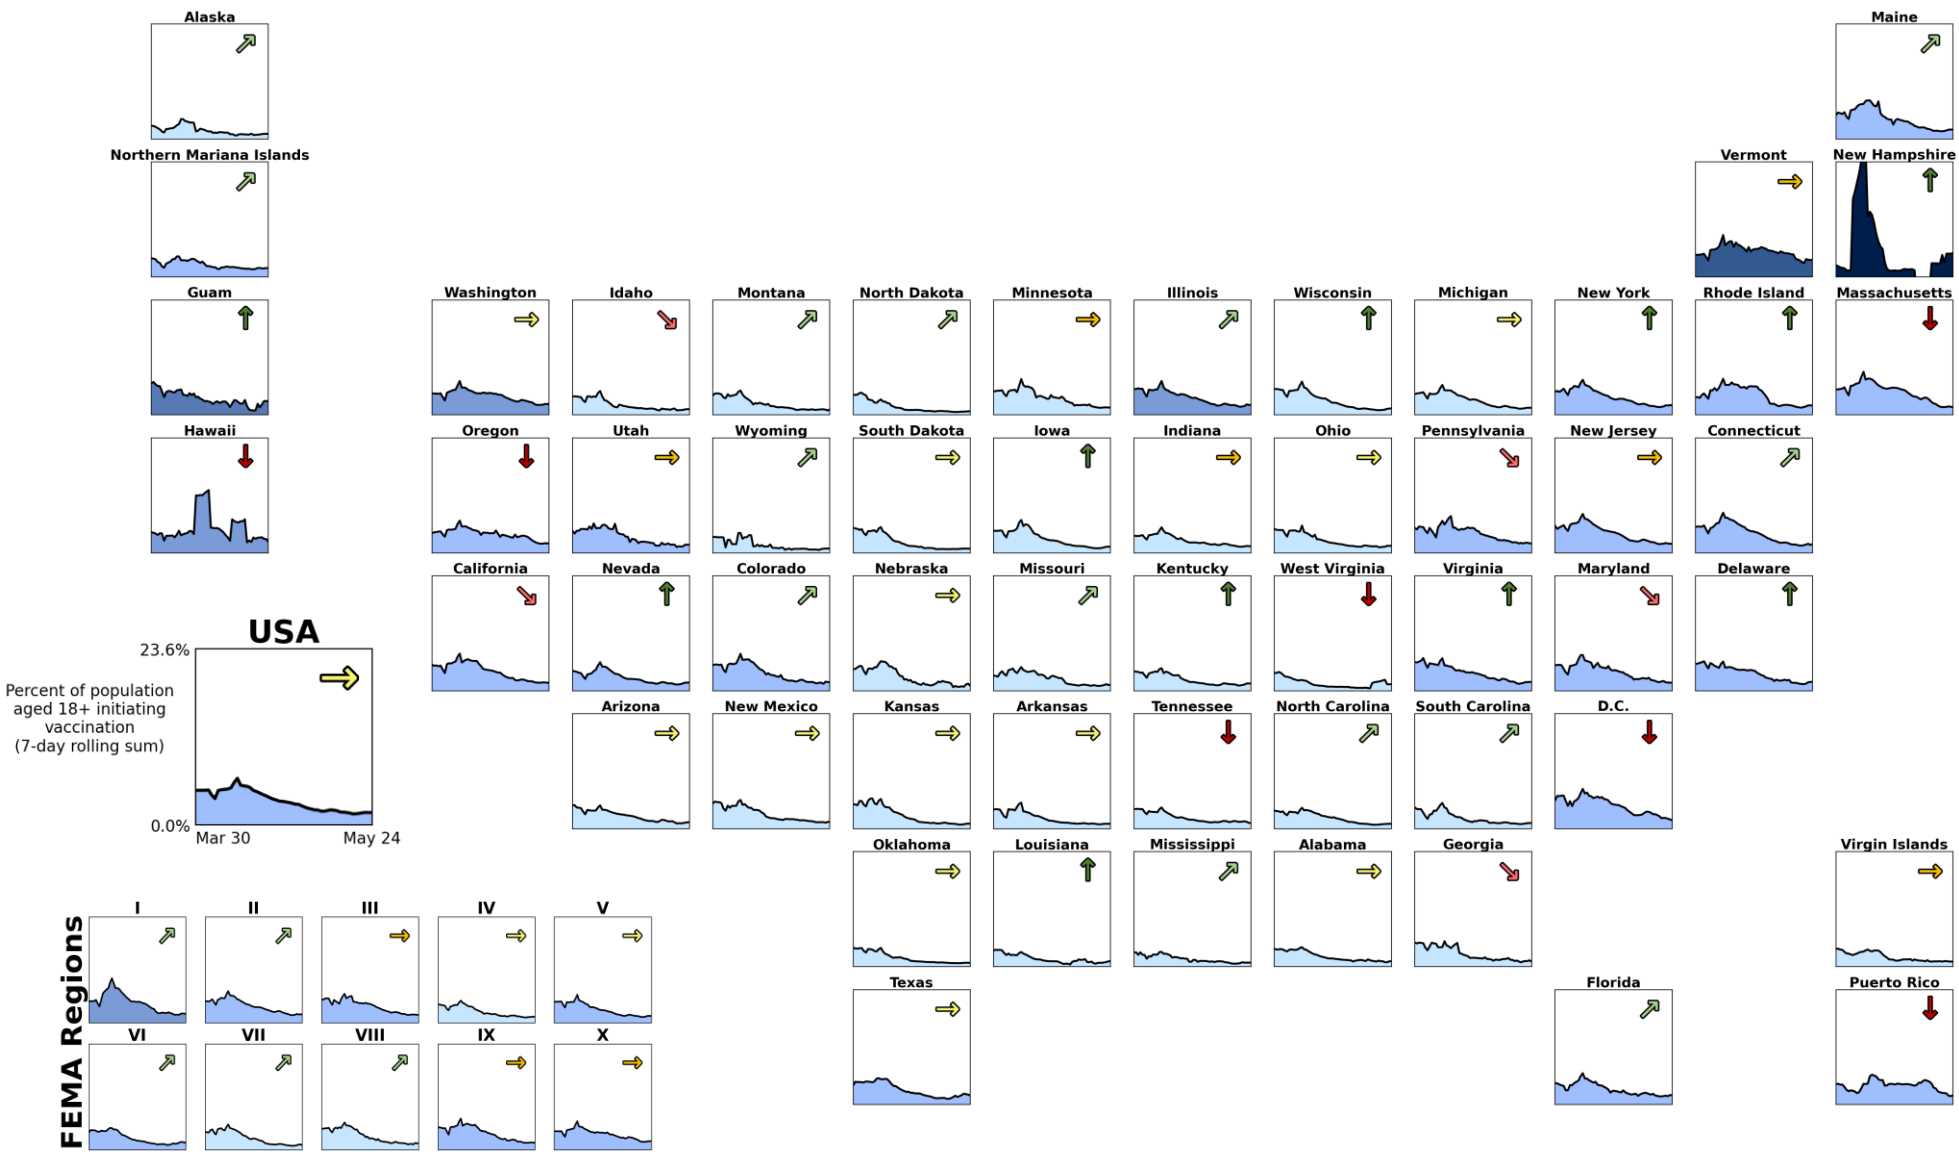 Alaska
Maine
Northern Mariana Islands
Vermont
New Hampshire
Guam
Washington
Idaho
Montana
North Dakota
Minnesota
Illinois
Wisconsin
Michigan
New York
Rhode Island
Massachusetts
Hawaii
Oregon
Utah
Wyoming
South Dakota
Iowa
Indiana
Ohio
Pennsylvania
New Jersey
Connecticut
California
Nevada
Colorado
Nebraska
Missouri
Kentucky
West Virginia
Virginia
Maryland
Delaware
USA
23.6%
Percent of population
aged 18+ initiating
vaccination
(7-day rolling sum)
0.0%
Mar 30
May 24
Arizona
New Mexico
Kansas
Arkansas
Tennessee
North Carolina
South Carolina
D.C.
Oklahoma
Louisiana
Mississippi
Alabama
Georgia
Virgin Islands
FEMA Regions
I
II
III
IV
V
VI
VII
VIII
IX
X
Texas
Florida
Puerto Rico